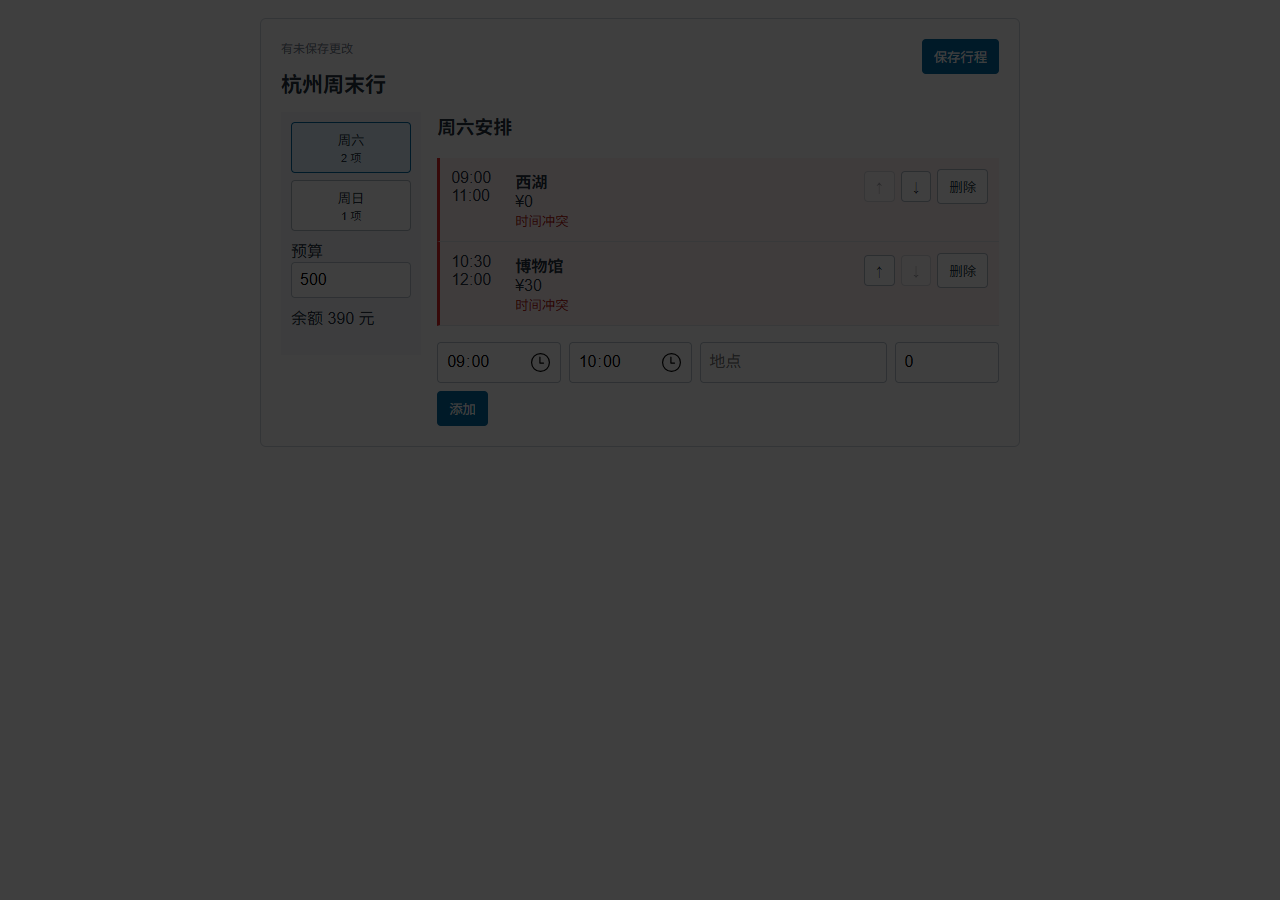 有未保存更改
保存行程
杭州周末行
周六
2 项
周日
1 项
预算
500
余额 390 元
周六安排
09:00
11:00
西湖
¥0
时间冲突
↑ ↓ 删除
10:30
12:00
博物馆
¥30
时间冲突
↑ ↓ 删除
09:00 10:00 地点 0
添加